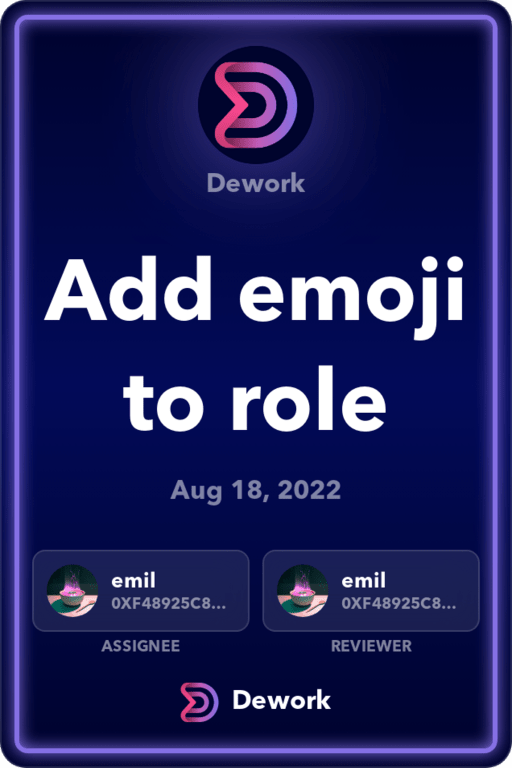 Dework
Add emoji
to role
Aug 18, 2022
emil
0XF48925C8...
ASSIGNEE
emil
0XF48925C8...
REVIEWER
Dework